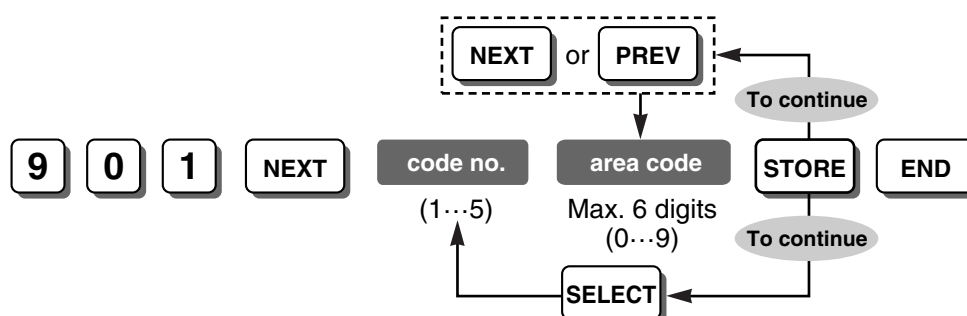 NEXT or PREV
To continue
9 0 1 NEXT code no. area code STORE END
(1···5) Max. 6 digits
(0···9)
To continue
SELECT